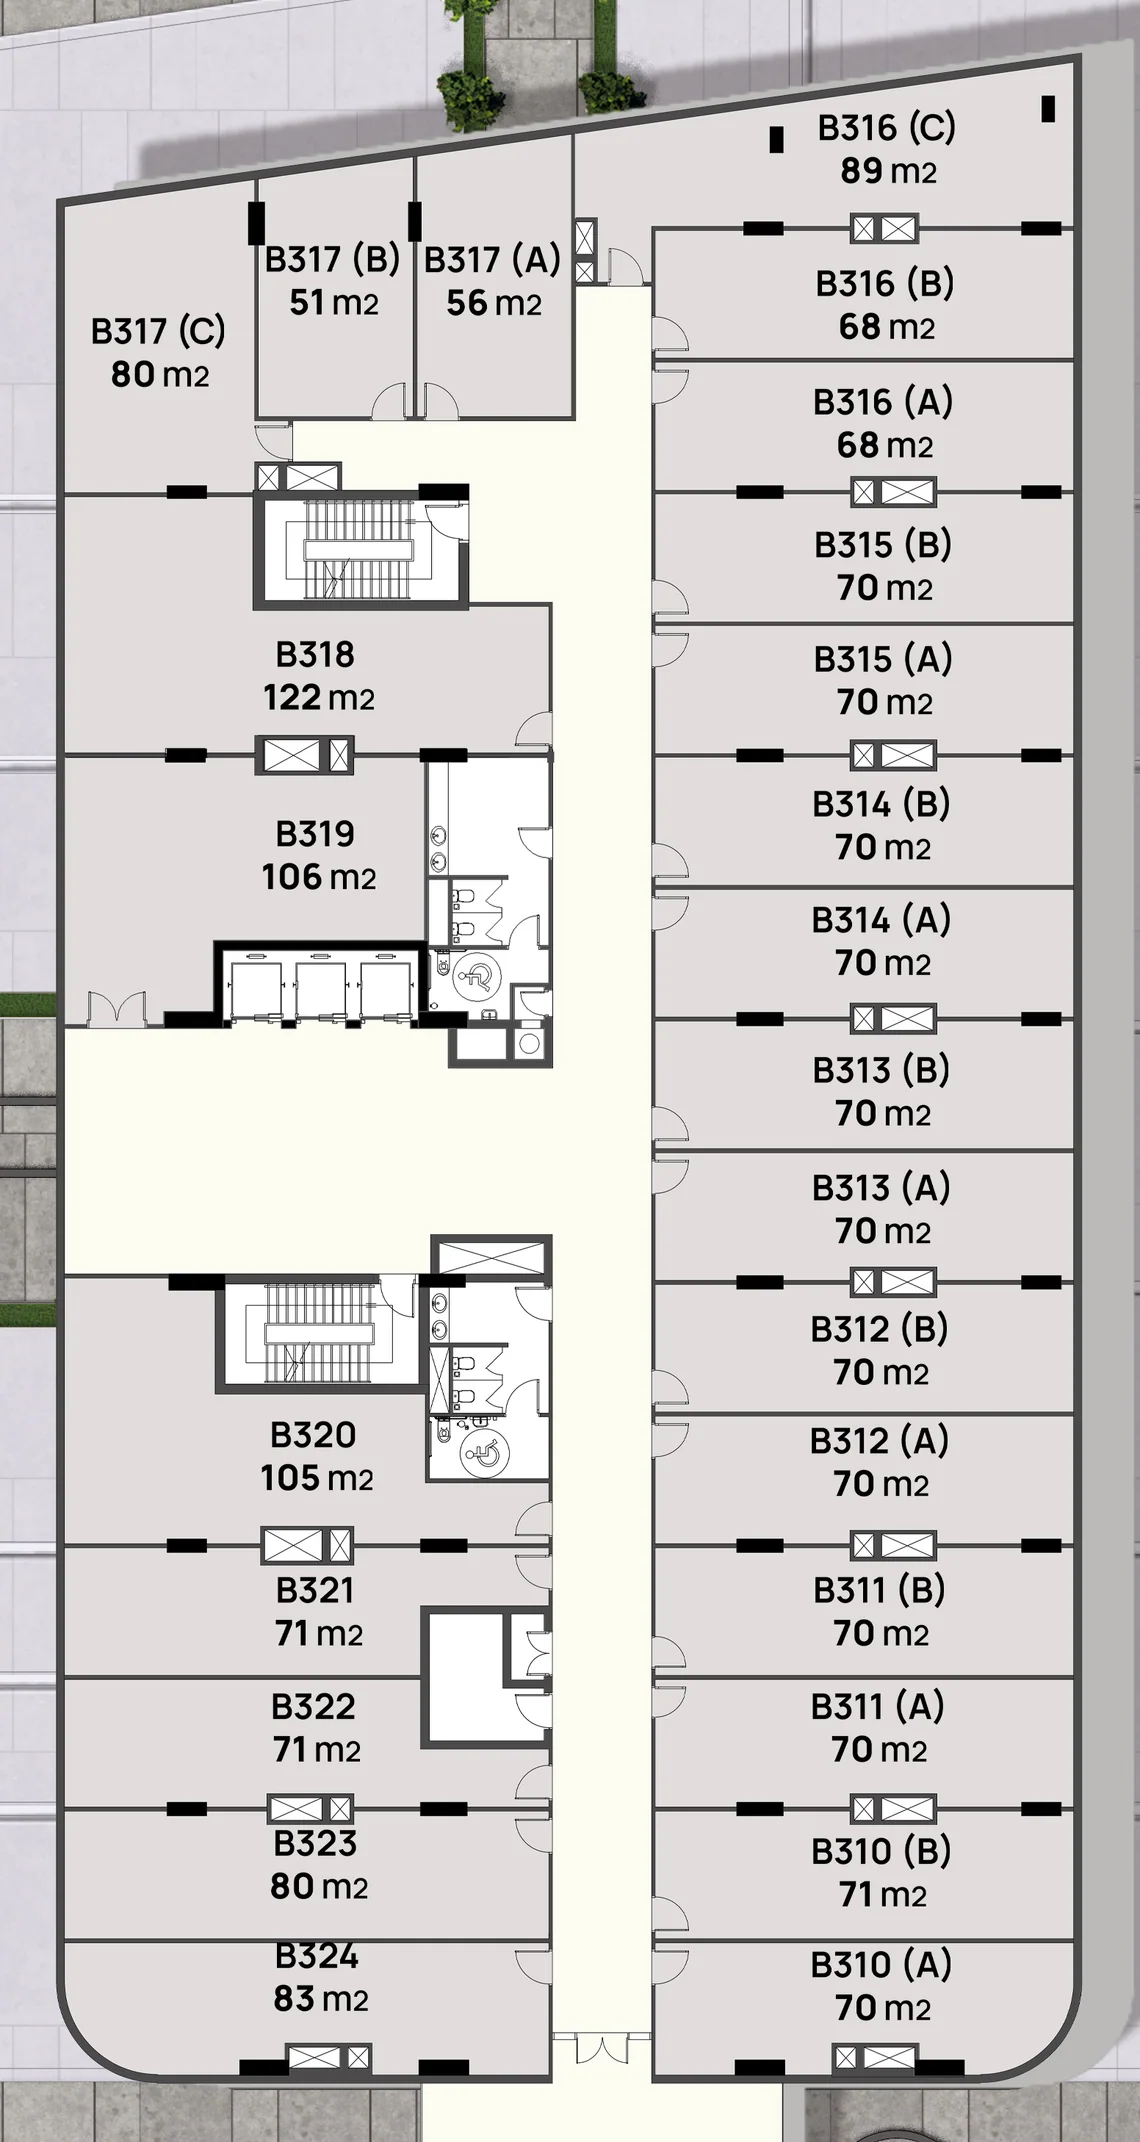 B316 (C)
89 m2
B317 (B)
51 m2
B317 (A)
56 m2
B316 (B)
68 m2
B317 (C)
80 m2
B316 (A)
68 m2
B315 (B)
70 m2
B318
122 m2
B315 (A)
70 m2
B314 (B)
70 m2
B319
106 m2
B314 (A)
70 m2
B313 (B)
70 m2
B313 (A)
70 m2
B312 (B)
70 m2
B320
105 m2
B312 (A)
70 m2
B321
71 m2
B311 (B)
70 m2
B322
71 m2
B311 (A)
70 m2
B323
80 m2
B310 (B)
71 m2
B324
83 m2
B310 (A)
70 m2